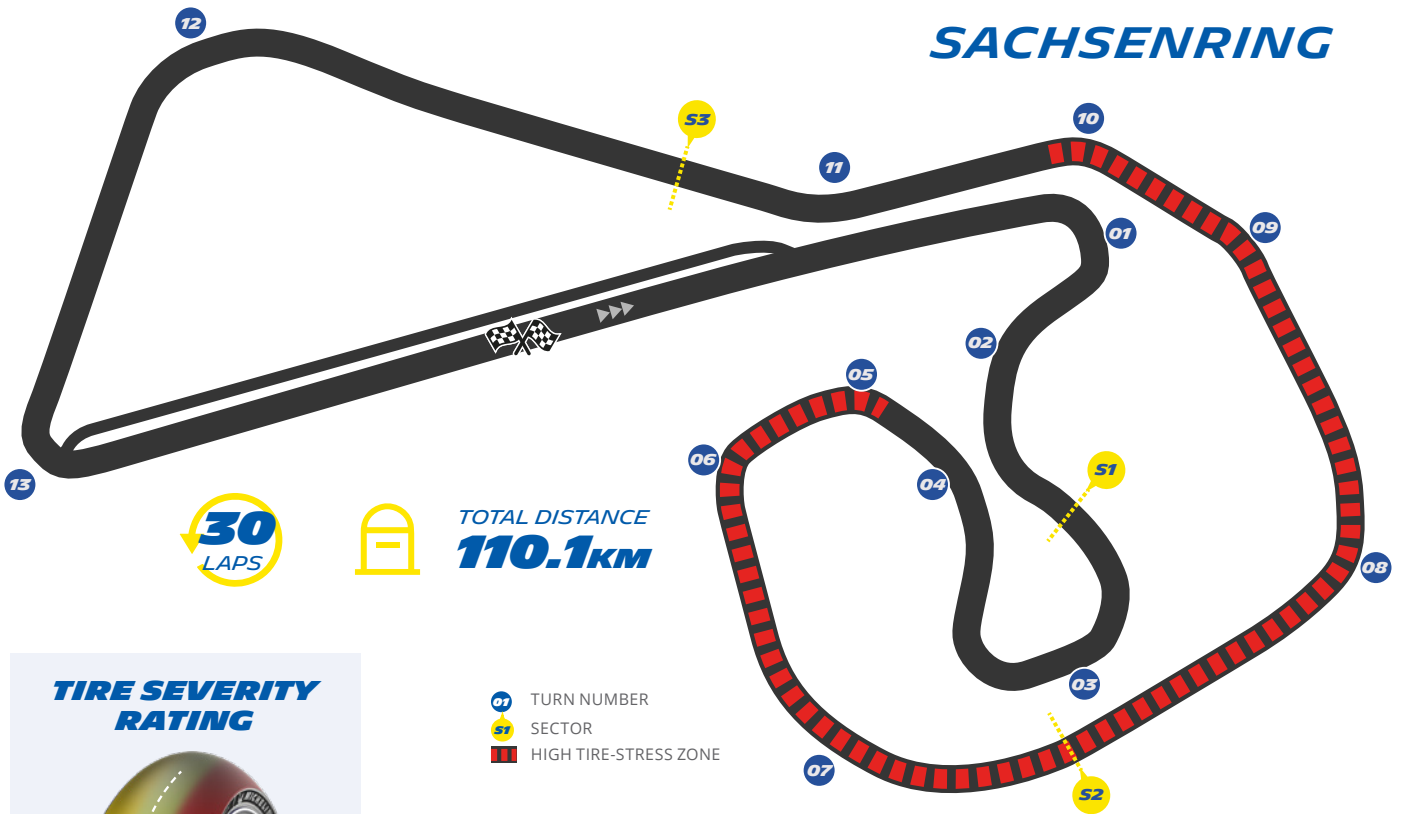 SACHSENRING
12
S3
10
11
09
01
02
05
06
04
S1
13
30
LAPS
TOTAL DISTANCE
110.1KM
08
03
07
S2
01 TURN NUMBER
S1 SECTOR
HIGH TIRE-STRESS ZONE
TIRE SEVERITY
RATING
MICHELIN